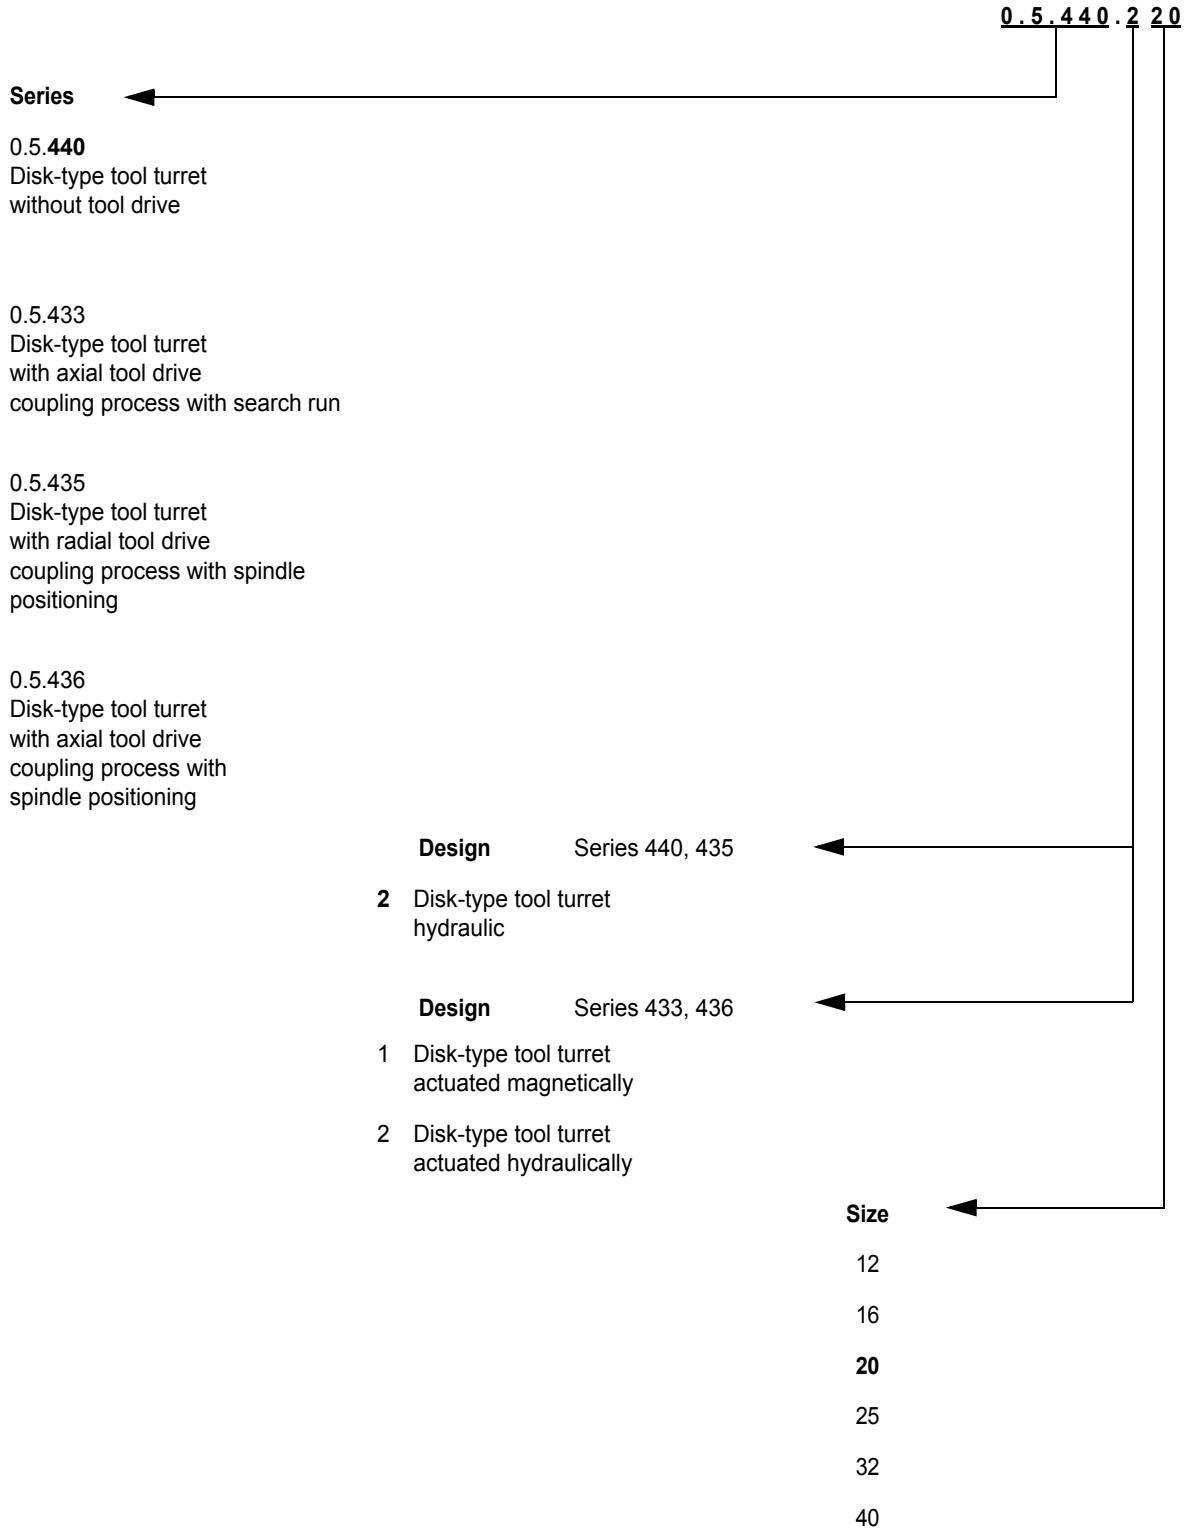 0.5.440.2 20
Series
0.5.440
Disk-type tool turret
without tool drive
0.5.433
Disk-type tool turret
with axial tool drive
coupling process with search run
0.5.435
Disk-type tool turret
with radial tool drive
coupling process with spindle
positioning
0.5.436
Disk-type tool turret
with axial tool drive
coupling process with
spindle positioning
Design Series 440, 435
2 Disk-type tool turret
hydraulic
Design Series 433, 436
1 Disk-type tool turret
actuated magnetically
2 Disk-type tool turret
actuated hydraulically
Size
12
16
20
25
32
40